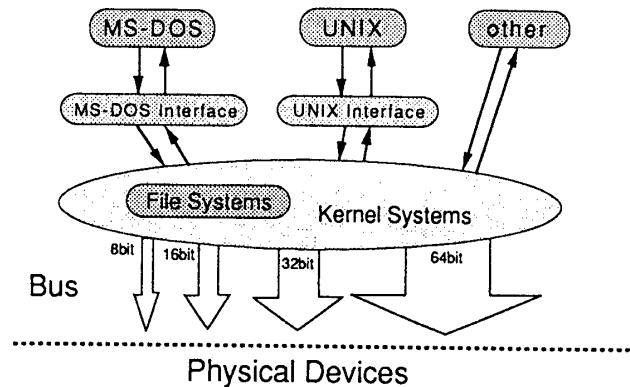 MS-DOS
UNIX
other
MS-DOS Interface
UNIX Interface
File Systems
Kernel Systems
8bit
16bit
32bit
64bit
Bus
Physical Devices